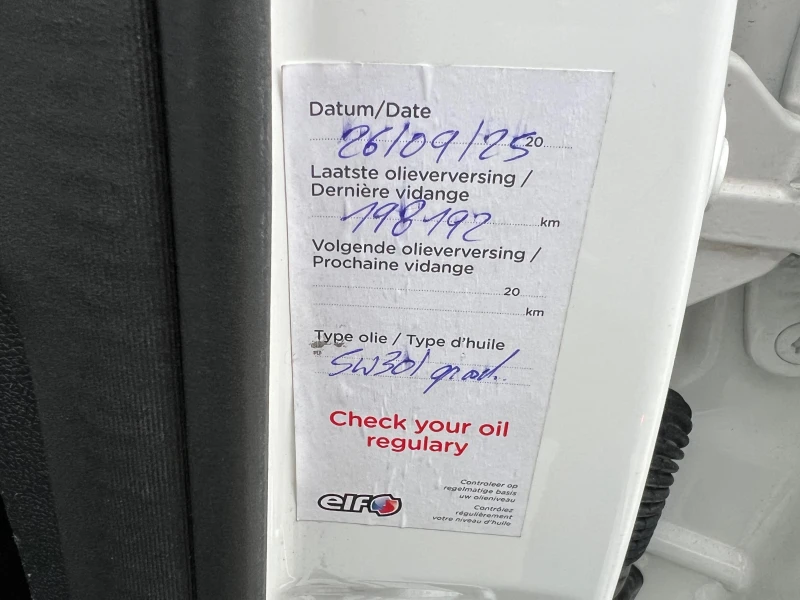 Datum/Date
26/09/25 20
Laatste olieverversing /
Dernière vidange
198192 km
Volgende olieverversing /
Prochaine vidange
20
km
Type olie / Type d'huile
5W30/
Check your oil
regulary
Controleer op
regelmatige basis
uw olieniveau
elf
Contrôlez
régulièrement
votre niveau d'huile